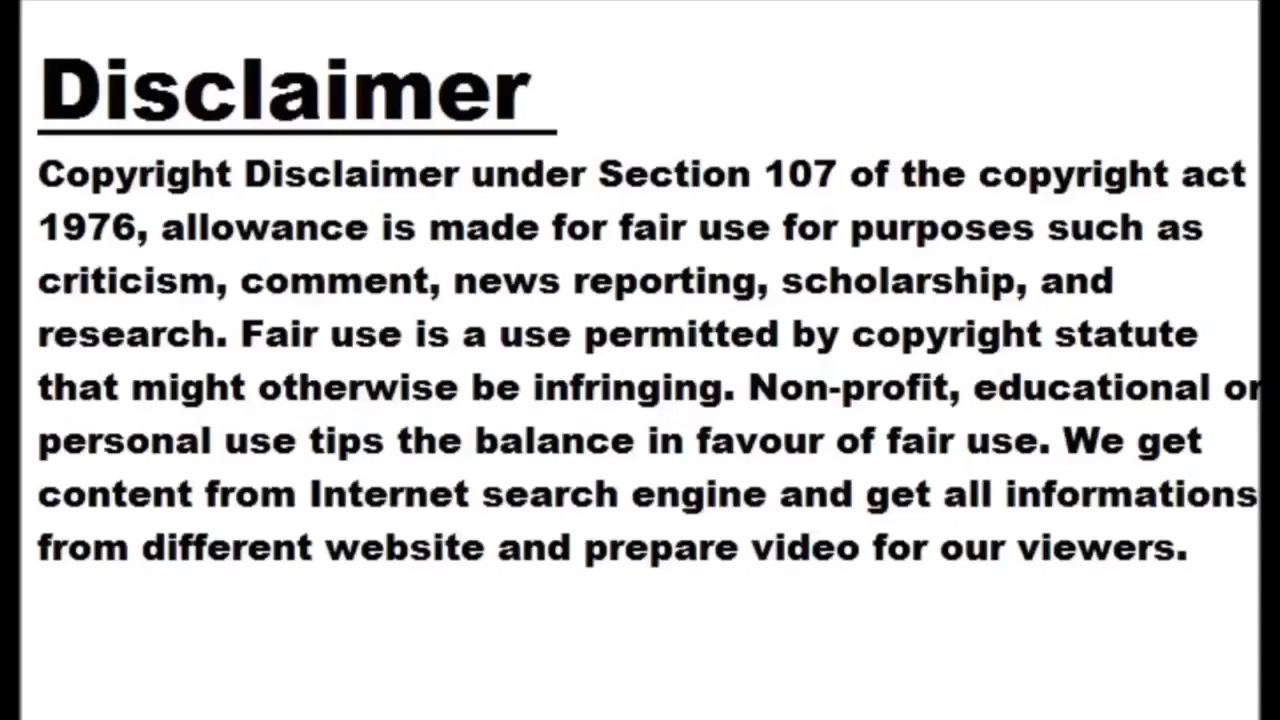 Disclaimer
Copyright Disclaimer under Section 107 of the copyright act
1976, allowance is made for fair use for purposes such as
criticism, comment, news reporting, scholarship, and
research. Fair use is a use permitted by copyright statute
that might otherwise be infringing. Non-profit, educational or
personal use tips the balance in favour of fair use. We get
content from Internet search engine and get all informations
from different website and prepare video for our viewers.